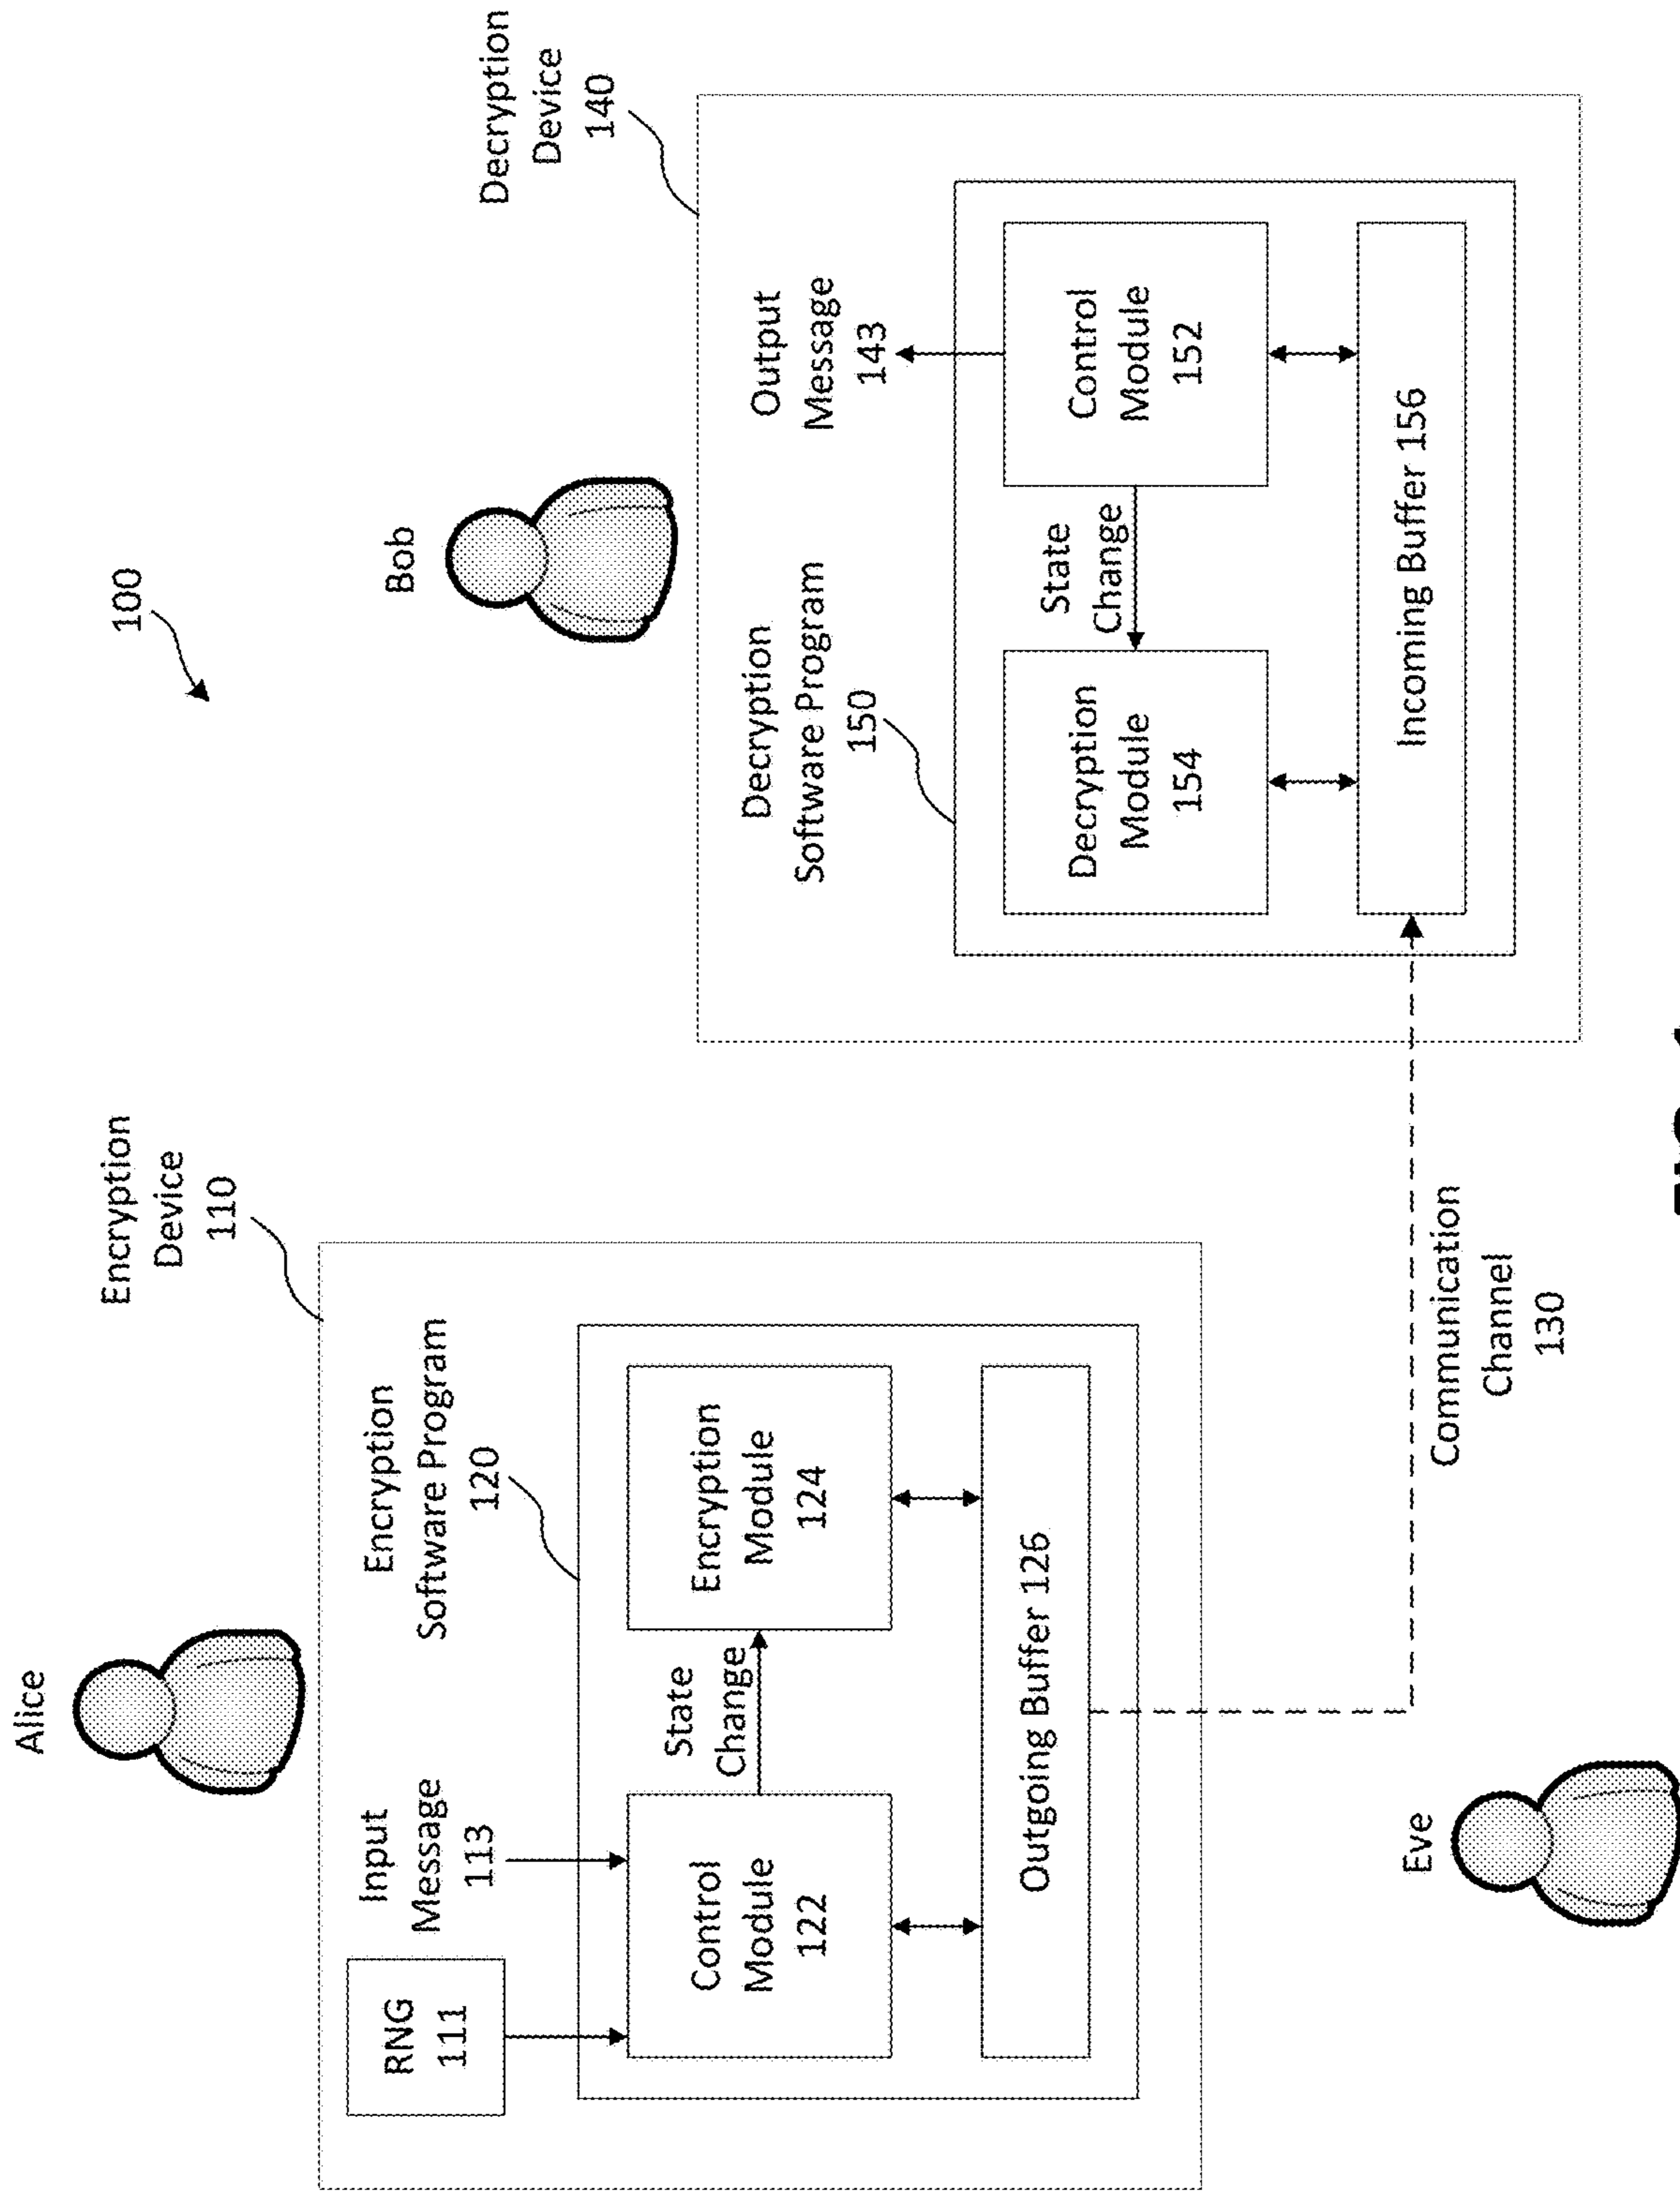 100
Alice
Encryption
Device
110
RNG
111
Input
Message
113
Encryption
Software Program
120
Control
Module
122
State
Change
Encryption
Module
124
Outgoing Buffer 126
Eve
Communication
Channel
130
Bob
Decryption
Device
140
Decryption
Software Program
150
Output
Message
143
Decryption
Module
154
State
Change
Control
Module
152
Incoming Buffer 156